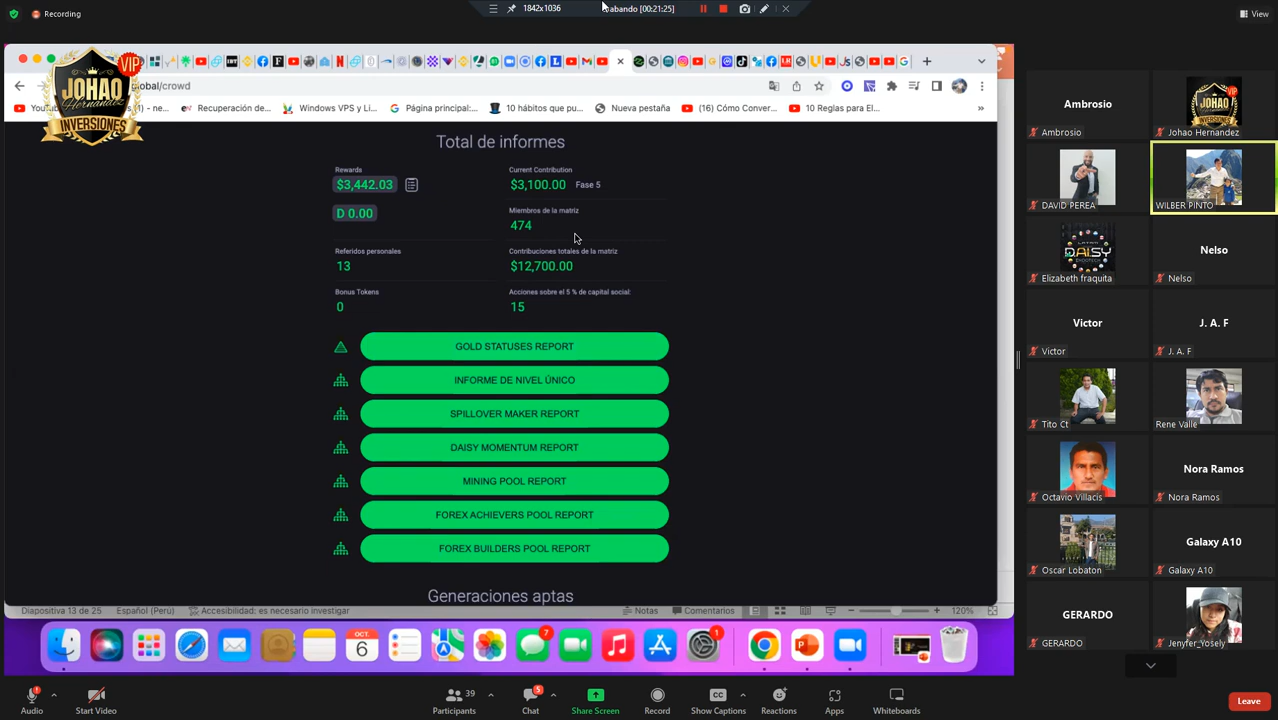 Recording
1842x1036
abando [00:21:25]
View
VIP
JOHAO
Hernandez
INVERSIONES
global/crowd
Recuperación de...
Windows VPS y Li...
Página principal:...
10 hábitos que pu...
Nueva pestaña
(16) Cómo Conver...
10 Reglas para El...
»
Total de informes
Rewards
$3,442.03
D 0.00
Current Contribution
$3,100.00 Fase 5
Miembros de la matriz
474
Referidos personales
13
Contribuciones totales de la matriz
$12,700.00
Bonus Tokens
0
Acciones sobre el 5 % de capital social:
15
GOLD STATUSES REPORT
INFORME DE NIVEL ÚNICO
SPILLOVER MAKER REPORT
DAISY MOMENTUM REPORT
MINING POOL REPORT
FOREX ACHIEVERS POOL REPORT
FOREX BUILDERS POOL REPORT
Generaciones aptas
Diapositiva 13 de 25
Español (Perú)
Accesibilidad: es necesario investigar
Notas
Comentarios
120%
OCT.
6
7
1
Ambrosio
Ambrosio
Johao Hernandez
DAVID PEREA
WILBER PINTO
DAISY
Elizabeth fraquita
Nelso
Nelso
Victor
Victor
J. A. F
J. A. F
Tito Ct
Rene Valle
Octavio Villacis
Nora Ramos
Nora Ramos
Oscar Lobaton
Galaxy A10
Galaxy A10
GERARDO
GERARDO
Jenyfer_Yosely
Audio
Start Video
39
Participants
5
Chat
Share Screen
Record
CC
Show Captions
Reactions
Apps
Whiteboards
Leave